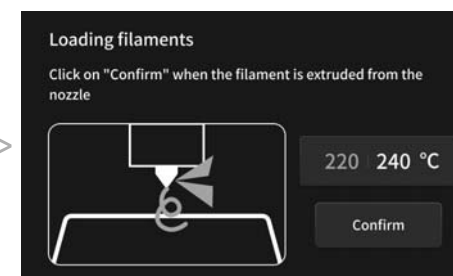 Loading filaments
Click on "Confirm" when the filament is extruded from the
nozzle
220 240 °C
Confirm